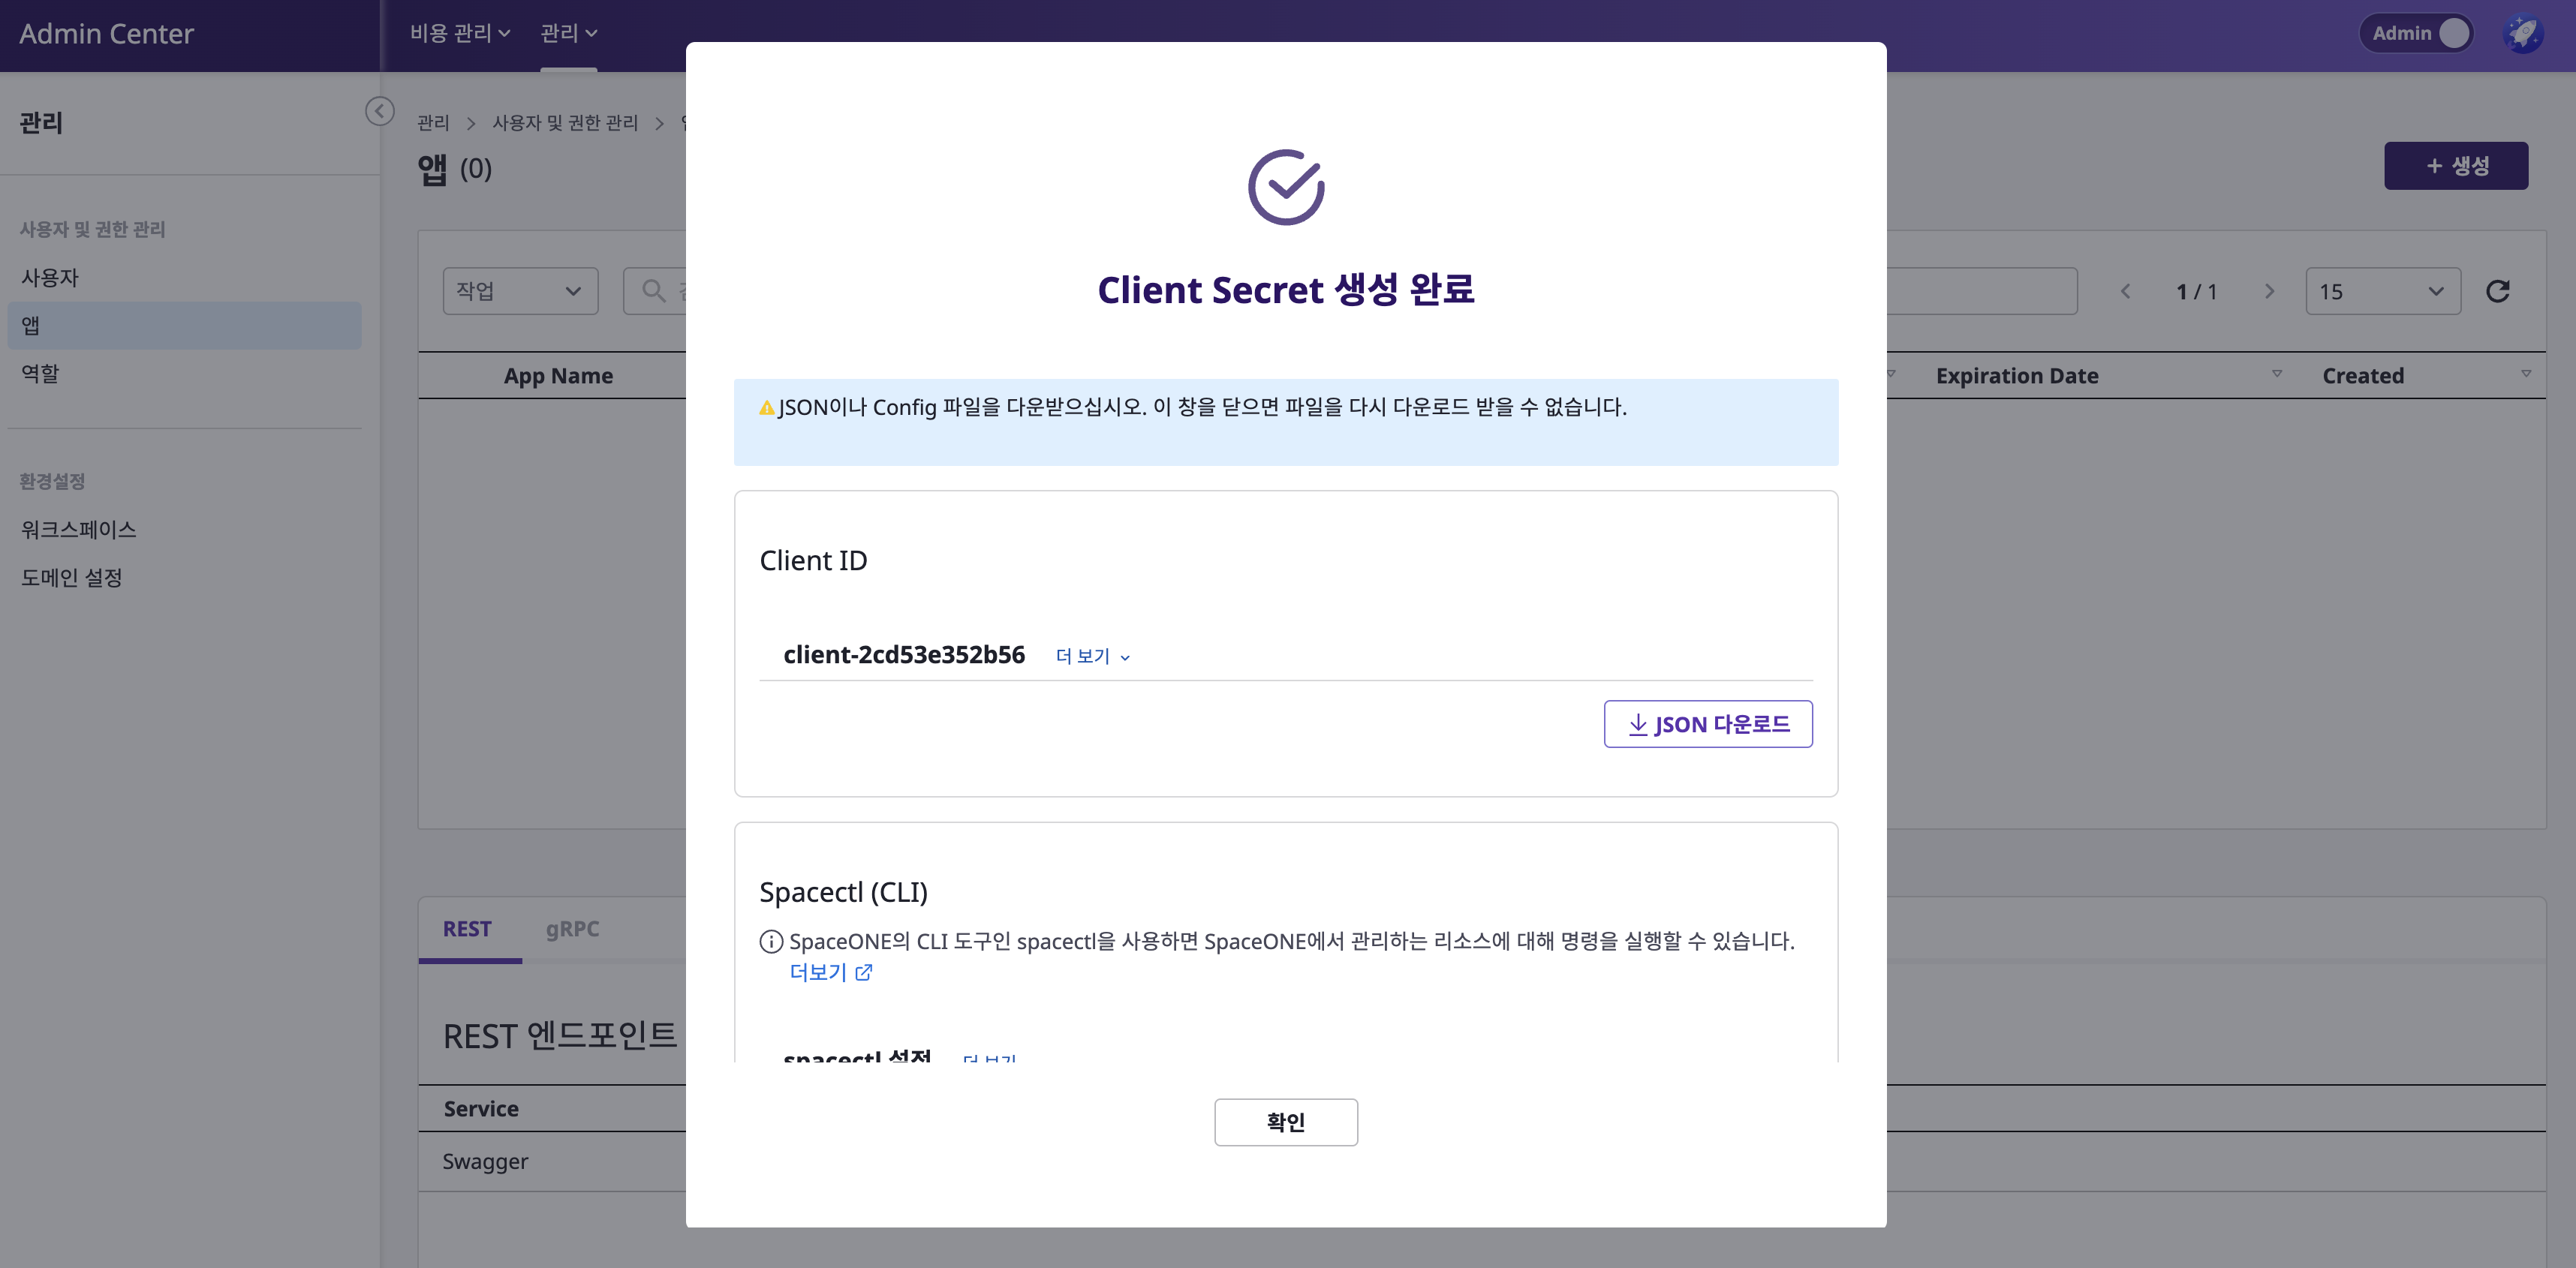 Admin Center
비용 관리
관리
Admin
관리
관리 > 사용자 및 권한 관리 >
앱 (0)
+ 생성
사용자 및 권한 관리
사용자
앱
역할
환경설정
워크스페이스
도메인 설정
작업
1 / 1
15
App Name
Expiration Date
Created
Client Secret 생성 완료
JSON이나 Config 파일을 다운받으십시오. 이 창을 닫으면 파일을 다시 다운로드 받을 수 없습니다.
Client ID
client-2cd53e352b56 더 보기
JSON 다운로드
Spacectl (CLI)
SpaceONE의 CLI 도구인 spacectl을 사용하면 SpaceONE에서 관리하는 리소스에 대해 명령을 실행할 수 있습니다.
더보기
spacectl 설정 더 보기
확인
REST
gRPC
REST 엔드포인트
Service
Swagger